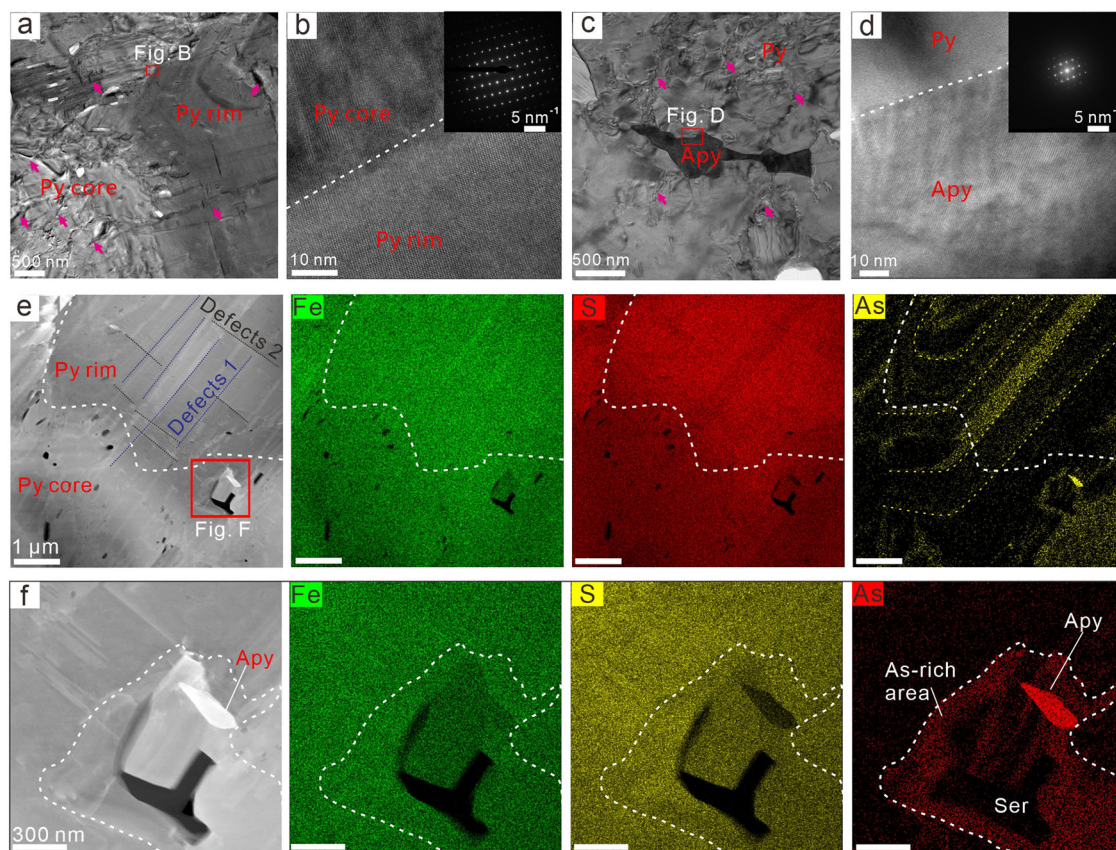 a
Fig. B
Py rim
Py core
500 nm
b
Py core
Py rim
5 nm⁻¹
10 nm
c
Py
Fig. D
Apy
500 nm
d
Py
Apy
5 nm⁻¹
10 nm
e
Defects 2
Defects 1
Py rim
Py core
Fig. F
1 μm
Fe
S
As
f
Apy
300 nm
Fe
S
As
Apy
As-rich
area
Ser